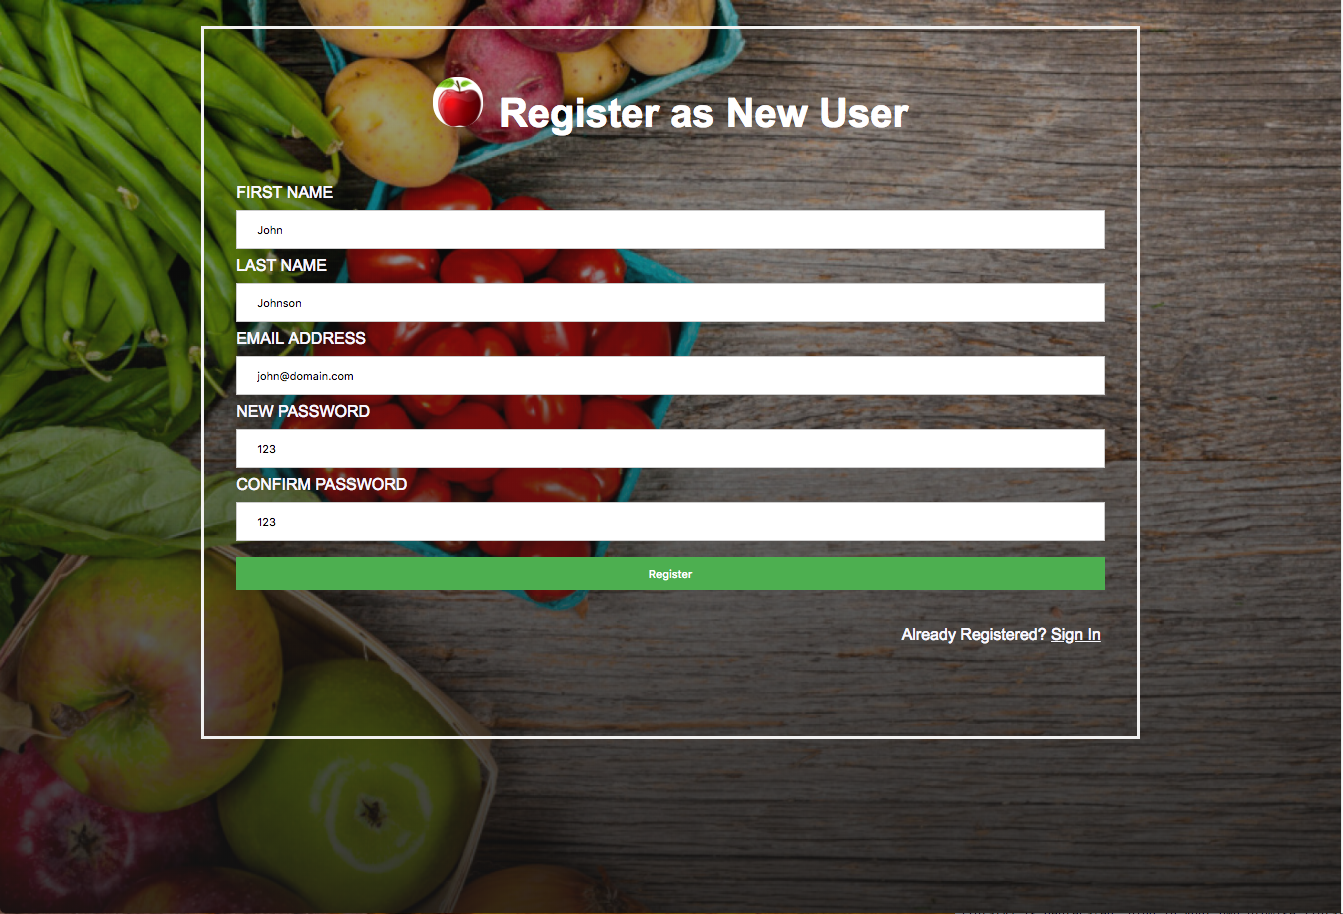 Register as New User
FIRST NAME
John
LAST NAME
Johnson
EMAIL ADDRESS
john@domain.com
NEW PASSWORD
123
CONFIRM PASSWORD
123
Register
Already Registered? Sign In